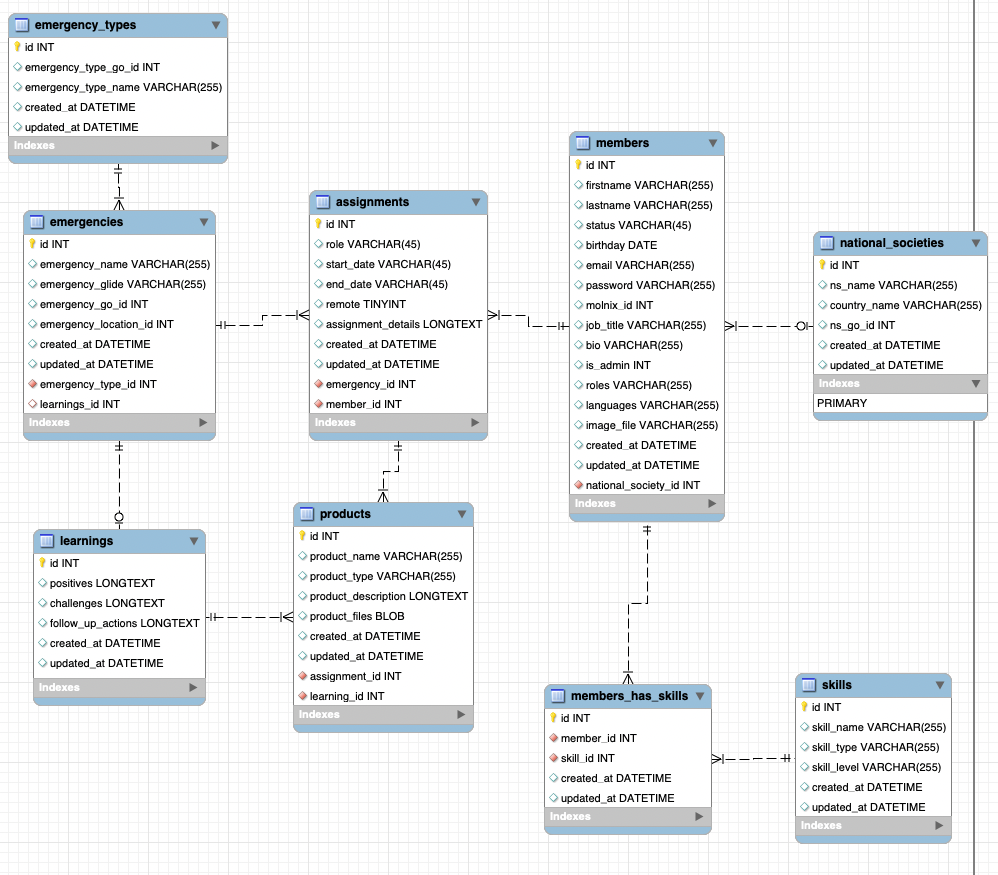 emergency_types
id INT
emergency_type_go_id INT
emergency_type_name VARCHAR(255)
created_at DATETIME
updated_at DATETIME
Indexes
emergencies
id INT
emergency_name VARCHAR(255)
emergency_glide VARCHAR(255)
emergency_go_id INT
emergency_location_id INT
created_at DATETIME
updated_at DATETIME
emergency_type_id INT
learnings_id INT
Indexes
learnings
id INT
positives LONGTEXT
challenges LONGTEXT
follow_up_actions LONGTEXT
created_at DATETIME
updated_at DATETIME
Indexes
assignments
id INT
role VARCHAR(45)
start_date VARCHAR(45)
end_date VARCHAR(45)
remote TINYINT
assignment_details LONGTEXT
created_at DATETIME
updated_at DATETIME
emergency_id INT
member_id INT
Indexes
products
id INT
product_name VARCHAR(255)
product_type VARCHAR(255)
product_description LONGTEXT
product_files BLOB
created_at DATETIME
updated_at DATETIME
assignment_id INT
learning_id INT
Indexes
members
id INT
firstname VARCHAR(255)
lastname VARCHAR(255)
status VARCHAR(45)
birthday DATE
email VARCHAR(255)
password VARCHAR(255)
molnix_id INT
job_title VARCHAR(255)
bio VARCHAR(255)
is_admin INT
roles VARCHAR(255)
languages VARCHAR(255)
image_file VARCHAR(255)
created_at DATETIME
updated_at DATETIME
national_society_id INT
Indexes
national_societies
id INT
ns_name VARCHAR(255)
country_name VARCHAR(255)
ns_go_id INT
created_at DATETIME
updated_at DATETIME
Indexes
PRIMARY
members_has_skills
id INT
member_id INT
skill_id INT
created_at DATETIME
updated_at DATETIME
Indexes
skills
id INT
skill_name VARCHAR(255)
skill_type VARCHAR(255)
skill_level VARCHAR(255)
created_at DATETIME
updated_at DATETIME
Indexes